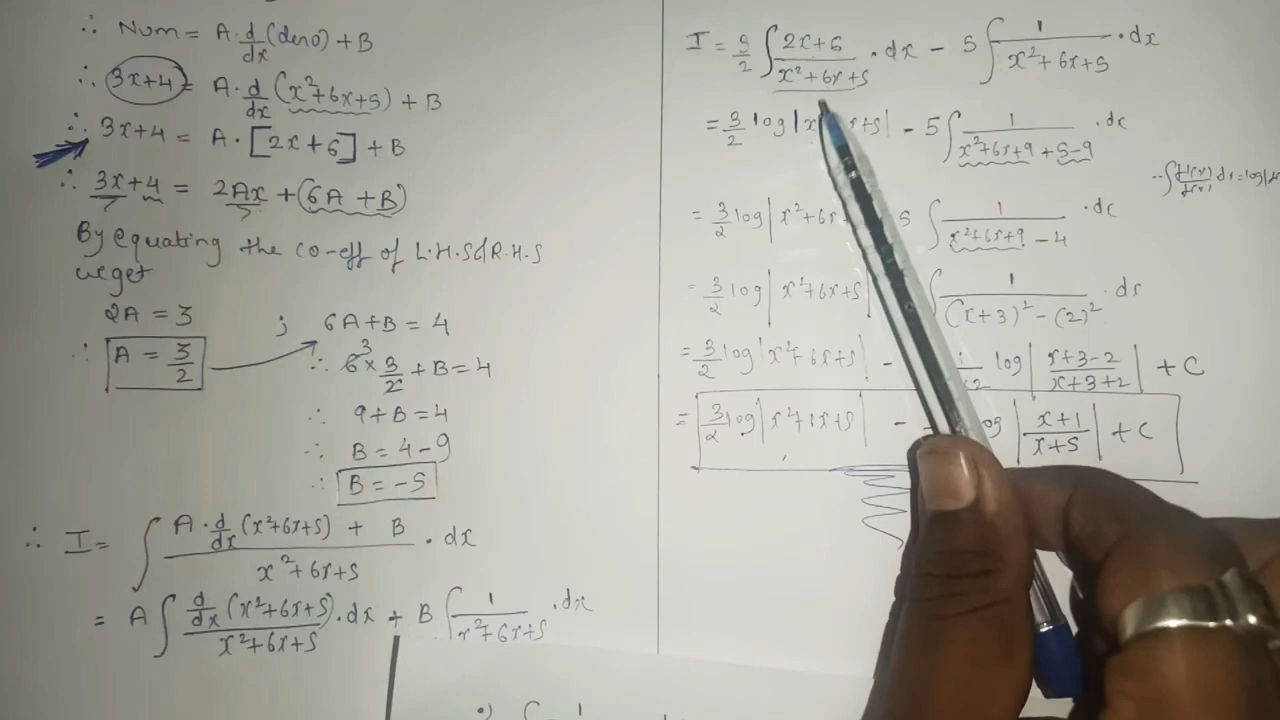 ∴ Num = A d/dx (deno) + B
∴ 3x+4 = A · d/dx (x²+6x+5) + B
∴ 3x+4 = A · [2x+6] + B
∴ 3x+4 = 2Ax + (6A + B)
By equating the co-eff of L.H.S & R.H.S
we get
2A = 3 ; 6A+B = 4
∴ A = 3/2
∴ 6³ × 3/2 + B = 4
∴ 9+B = 4
∴ B = 4-9
∴ B = -5
∴ I = ∫ (A · d/dx (x²+6x+5) + B)/(x²+6x+5) · dx
= A ∫ (d/dx (x²+6x+5))/(x²+6x+5) · dx + B ∫ 1/(x²+6x+5) · dx
I = /2 ∫ (2x+6)/(x²+6x+5) · dx - 5 ∫ 1/(x²+6x+5) · dx
= 3/2 log |x +5| - 5 ∫ 1/(x²+6x+9+5-9) · dx
∵ ∫ f'(x)/f(x) dx = log|
= 3/2 log |x²+6x 5 ∫ 1/(x²+6x+9-4) · dx
= 3/2 log |x²+6x+5| ∫ 1/((x+3)²-(2)²) · dx
= 3/2 log |x²+6x+5| - log |(x+3-2)/(x+3+2)| + C
= 3/2 log |x²+6x+5| - log |(x+1)/(x+5)| + C
∫ 1